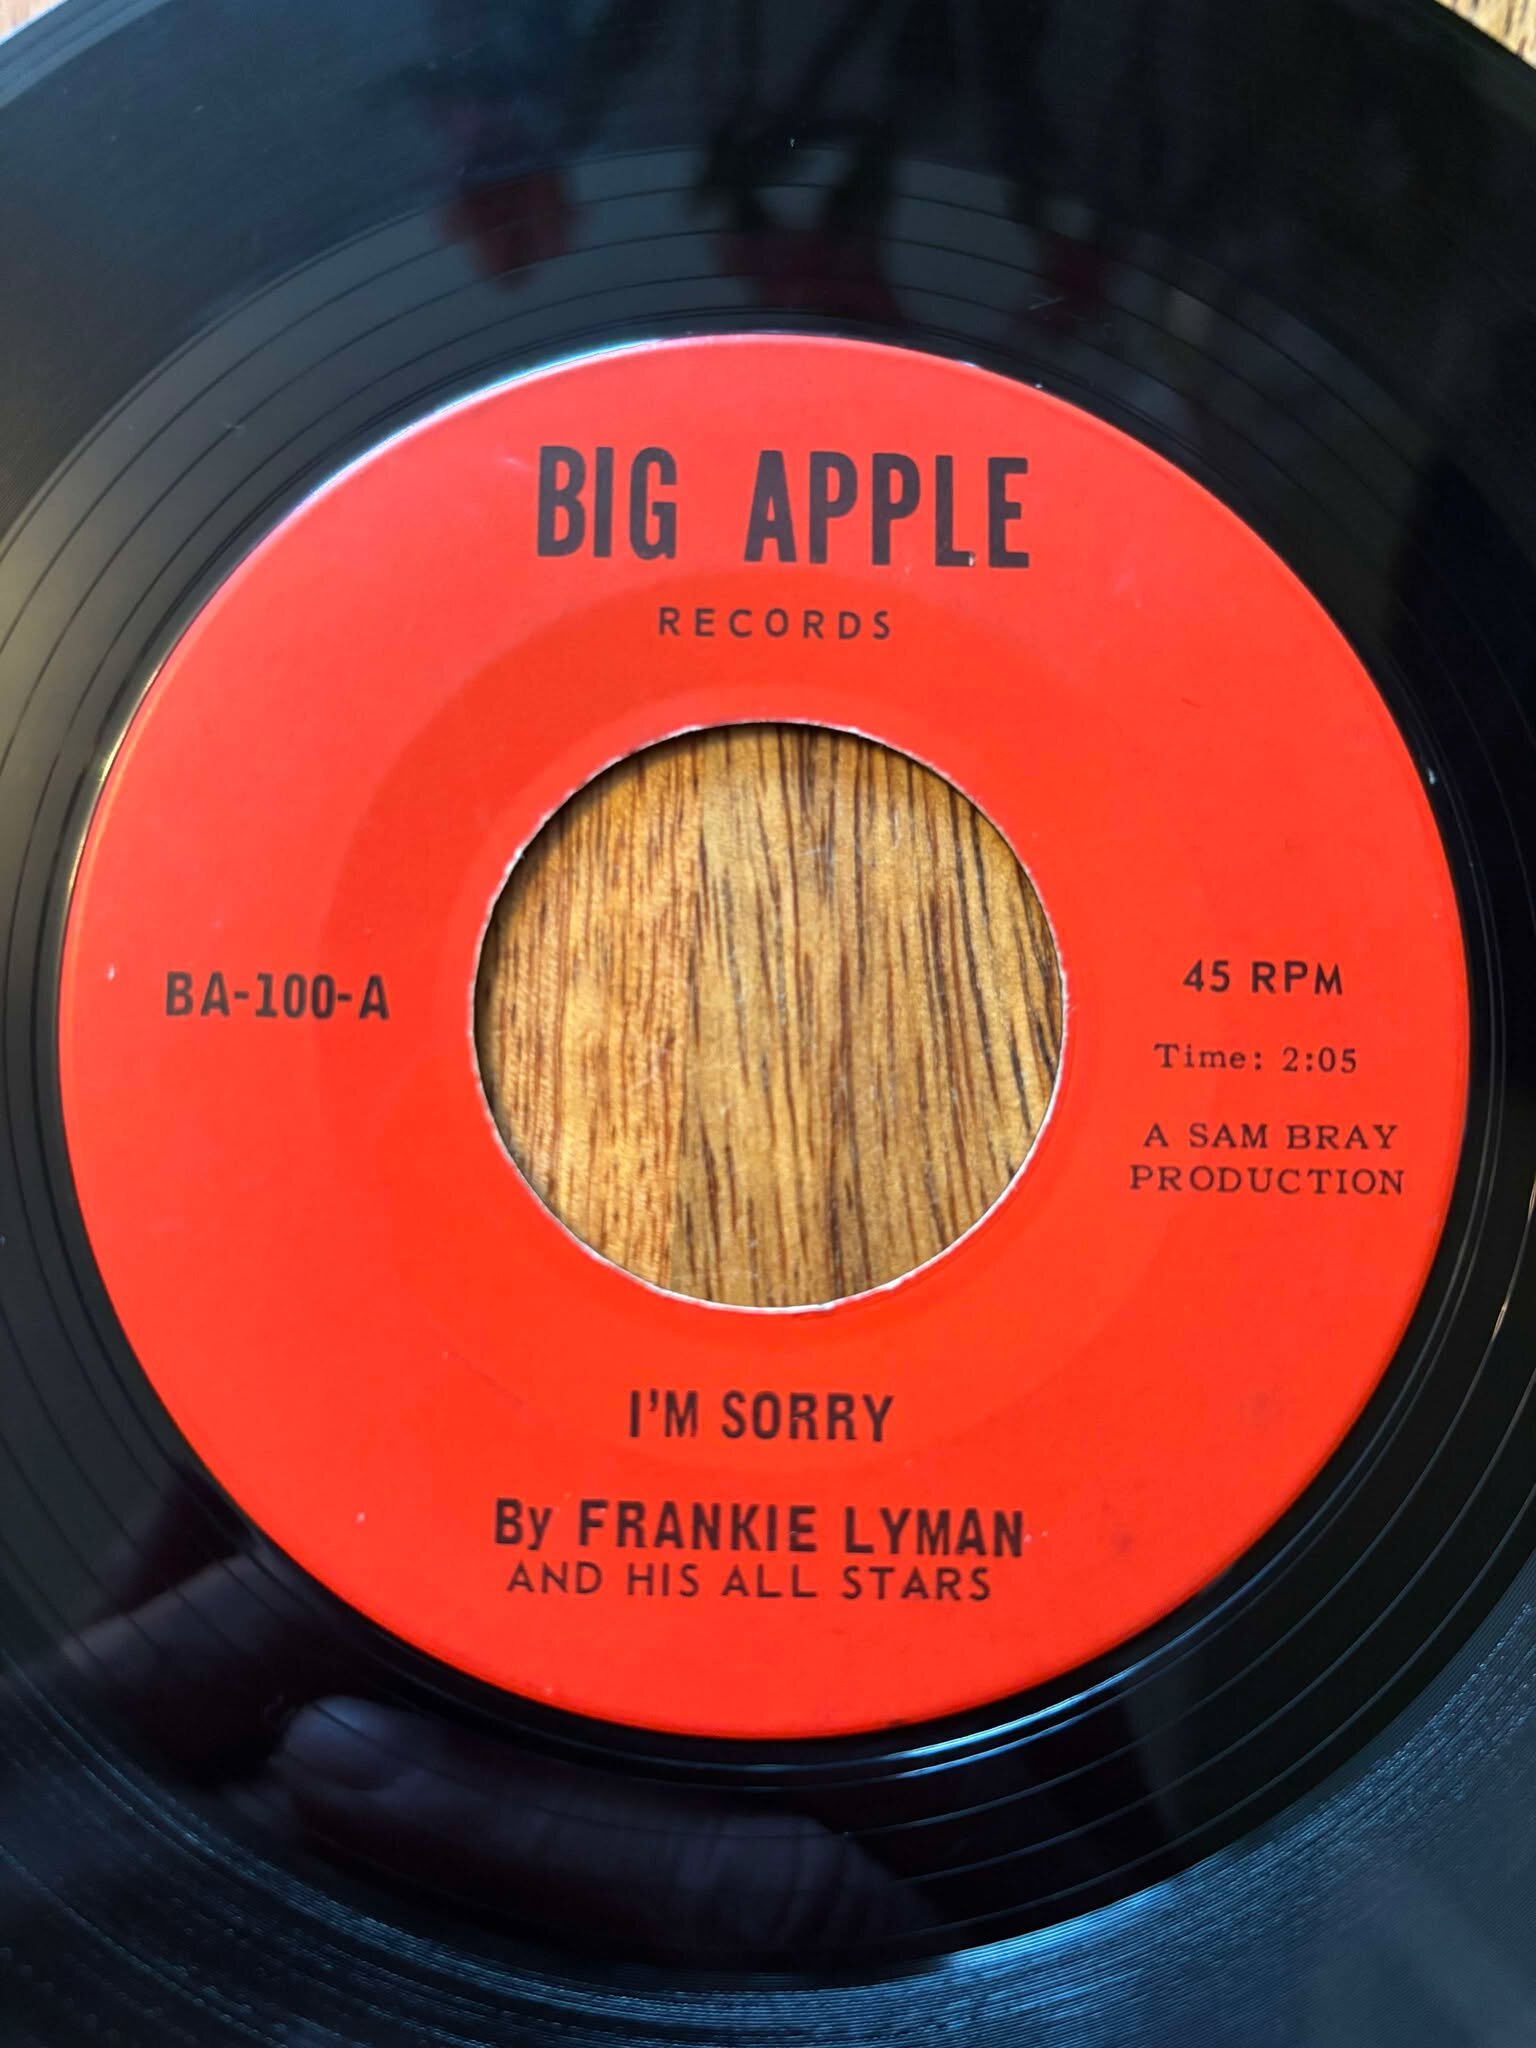 BIG APPLE
RECORDS
BA-100-A
45 RPM
Time: 2:05
A SAM BRAY
PRODUCTION
I'M SORRY
By FRANKIE LYMAN
AND HIS ALL STARS